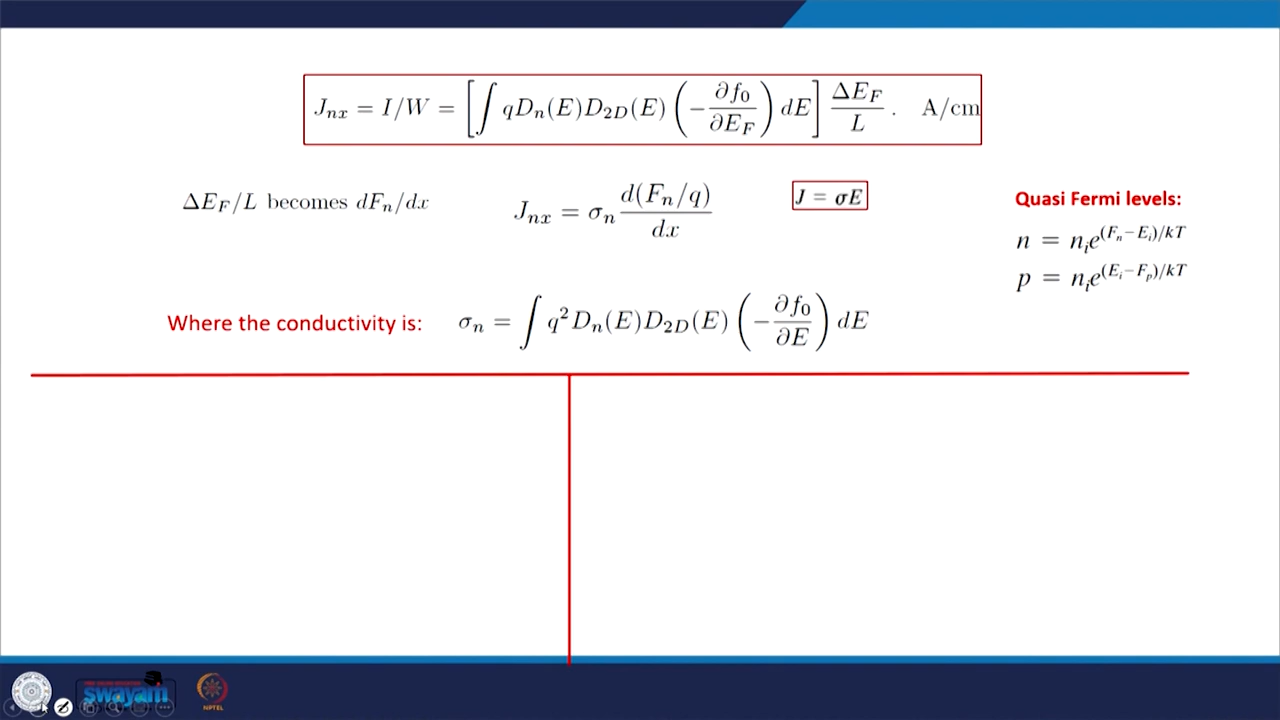 J_{nx} = I/W = [∫ qD_n(E)D_{2D}(E) (−∂f_0/∂E_F) dE] ΔE_F/L . A/cm
ΔE_F/L becomes dF_n/dx
J_{nx} = σ_n d(F_n/q)/dx
J = σE
Quasi Fermi levels:
n = n_i e^{(F_n−E_i)/kT}
p = n_i e^{(E_i−F_p)/kT}
Where the conductivity is: σ_n = ∫ q^2 D_n(E)D_{2D}(E) (−∂f_0/∂E) dE
swayam
NPTEL